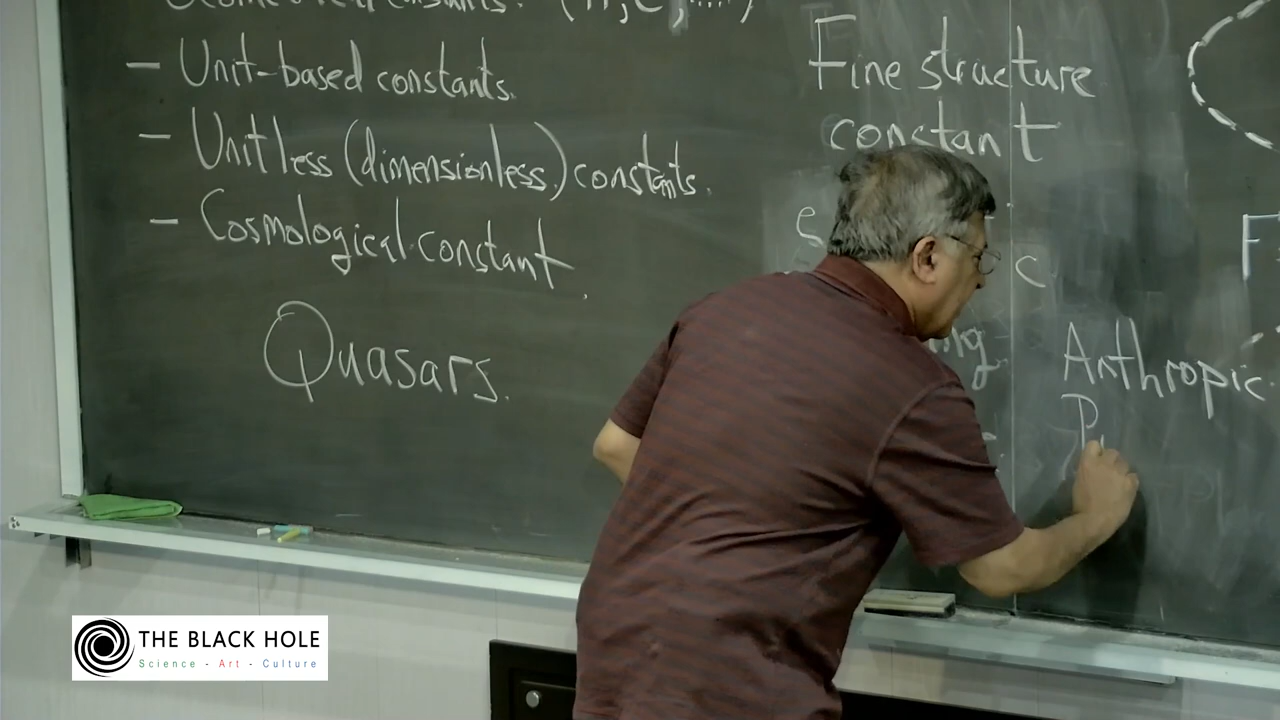 constants.
- Unit-based constants.
- Unitless (dimensionless) constants.
- Cosmological constant.
Quasars.
Fine structure
constant
Anthropic
THE BLACK HOLE
Science - Art - Culture